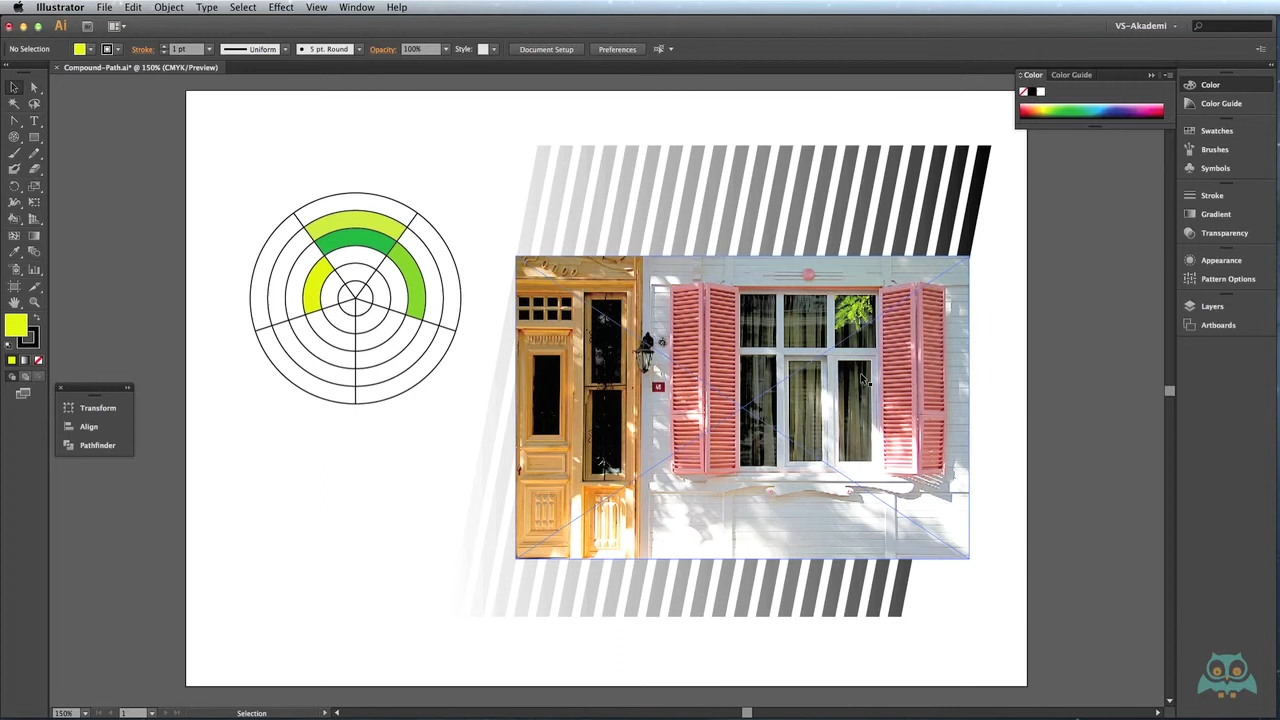 Illustrator File Edit Object Type Select Effect View Window Help
Ai VS-Akademi
No Selection Stroke: 1 pt Uniform 5 pt. Round Opacity: 100% Style: Document Setup Preferences
Compound-Path.ai* @ 150% (CMYK/Preview)
Color Color Guide
Color
Color Guide
Swatches
Brushes
Symbols
Stroke
Gradient
Transparency
Appearance
Pattern Options
Layers
Artboards
Transform
Align
Pathfinder
150% 1 Selection